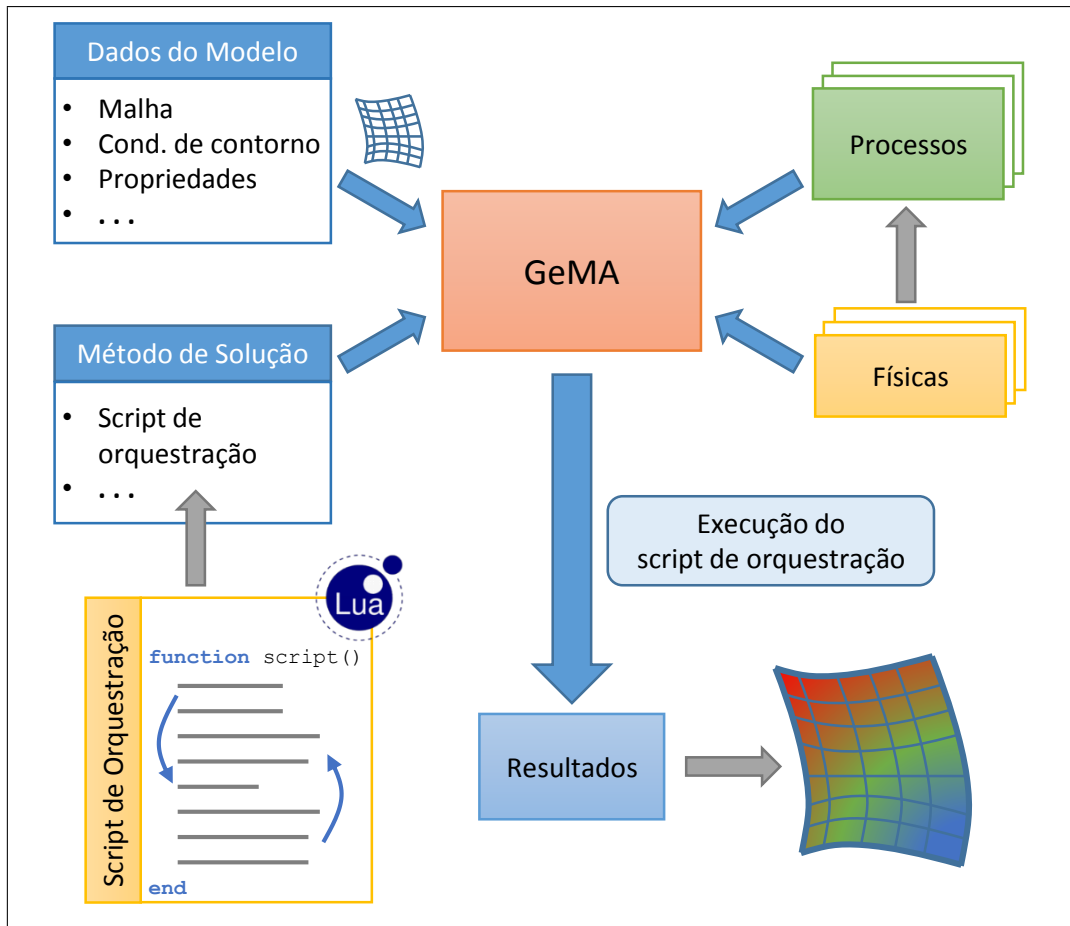 Dados do Modelo
• Malha
• Cond. de contorno
• Propriedades
• . . .
Processos
GeMA
Método de Solução
• Script de
orquestração
• . . .
Físicas
Execução do
script de orquestração
Lua
Script de Orquestração
function script()
end
Resultados